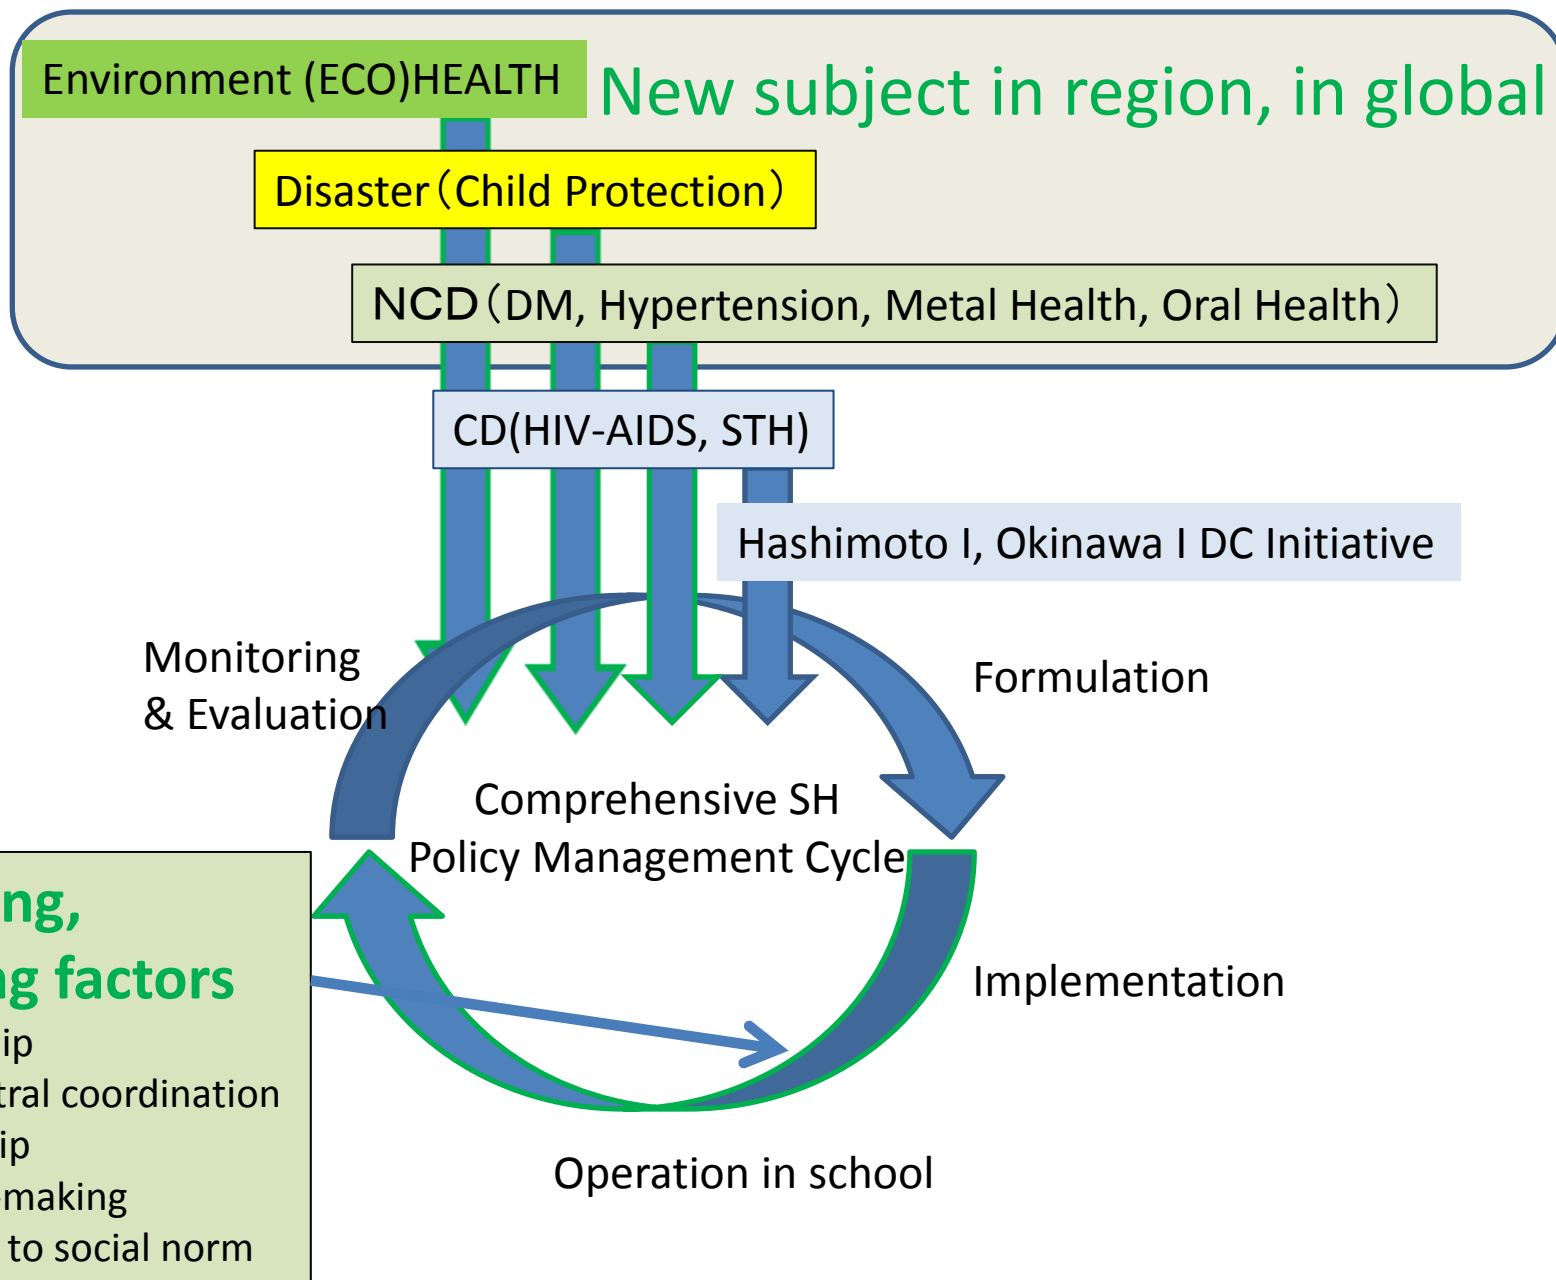 Environment (ECO)HEALTH
New subject in region, in global
Disaster（Child Protection）
NCD（DM, Hypertension, Metal Health, Oral Health）
CD(HIV-AIDS, STH)
Hashimoto I, Okinawa I DC Initiative
Monitoring
& Evaluation
Formulation
Comprehensive SH
Policy Management Cycle
ng,
ng factors
ip
tral coordination
ip
making
to social norm
Implementation
Operation in school